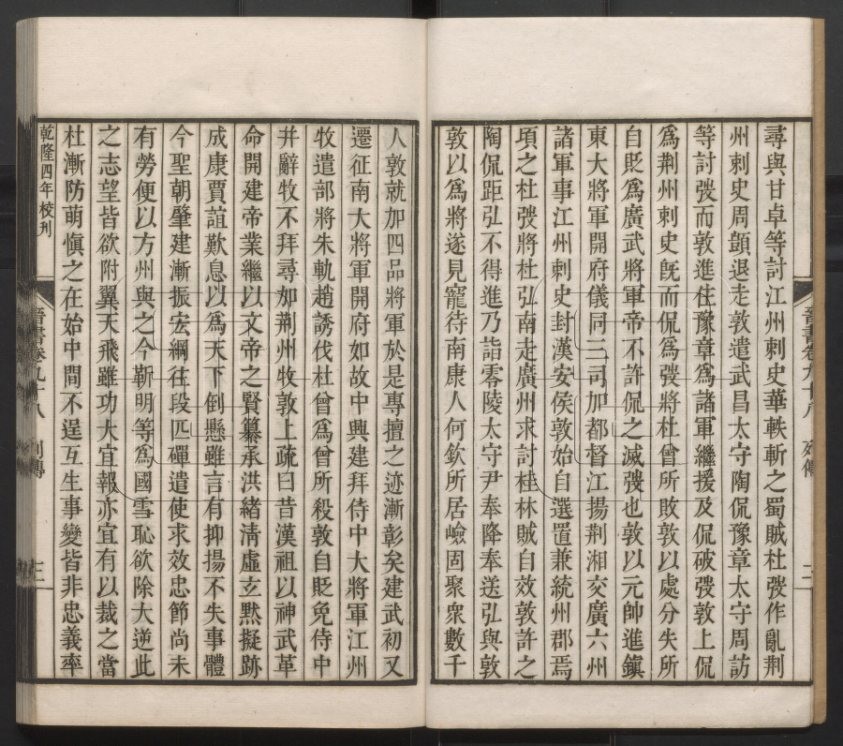 尋與甘卓等討江州刺史華軼斬之蜀賊杜弢作亂荆
州刺史周顗退走敦遣武昌太守陶侃豫章太守周訪
等討弢而敦進住豫章爲諸軍繼援及侃破弢敦上侃
爲荆州刺史旣而侃爲弢將杜曾所敗敦以處分失所
自貶爲廣武將軍帝不許侃之滅弢也敦以元帥進鎭
東大將軍開府儀同三司加都督江揚荆湘交廣六州
諸軍事江州刺史封漢安侯敦始自選置兼統州郡焉
頃之杜弢將杜弘南走廣州求討桂林賊自效敦許之
陶侃距弘不得進乃詣零陵太守尹奉降奉送弘與敦
敦以爲將遂見寵待南康人何欽所居嶮固聚衆數千
晉書卷九十八 列傳 二
人敦就加四品將軍於是專擅之迹漸彰矣建武初又
遷征南大將軍開府如故中興建拜侍中大將軍江州
牧遣部將朱軌趙誘伐杜曾爲曾所殺敦自貶免侍中
幷辭牧不拜尋加荆州牧敦上疏曰昔漢祖以神武革
命開建帝業繼以文帝之賢纂承洪緒淸虛玄默擬跡
成康賈誼歎息以爲天下倒懸雖言有抑揚不失事體
今聖朝肇建漸振宏綱往段匹磾遣使求效忠節尚未
有勞便以方州與之今靳明等爲國雪恥欲除大逆此
之志望皆欲附翼天飛雖功大宜報亦宜有以裁之當
杜漸防萌愼之在始中間不逞互生事變皆非忠義率
乾隆四年校刊
晉書卷九十八 列傳